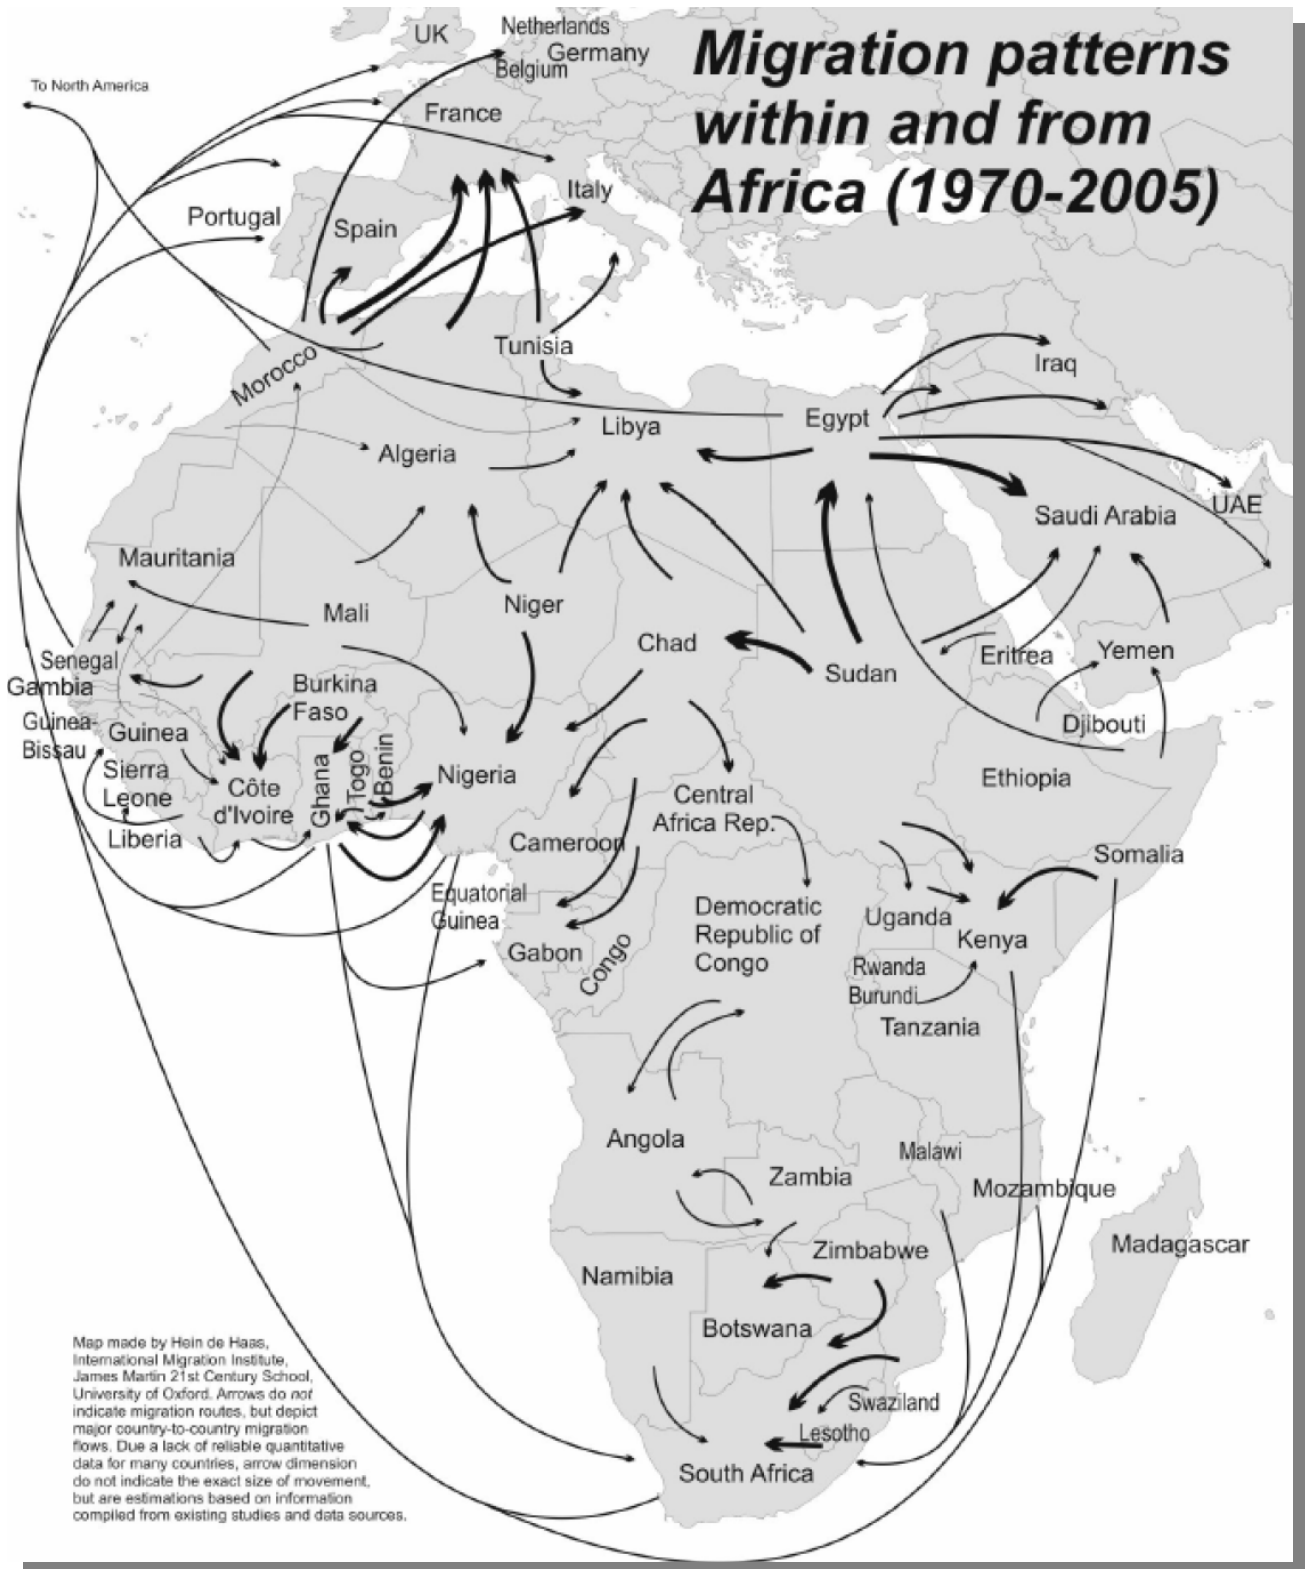 Migration patterns
within and from
Africa (1970-2005)
UK
Netherlands
Germany
Belgium
To North America
France
Italy
Portugal
Spain
Tunisia
Morocco
Iraq
Egypt
Libya
Algeria
UAE
Saudi Arabia
Mauritania
Mali
Niger
Chad
Sudan
Eritrea
Yemen
Senegal
Gambia
Burkina
Faso
Guinea-
Bissau
Guinea
Djibouti
Sierra
Leone
Côte
d'Ivoire
Ghana
Togo
Benin
Nigeria
Ethiopia
Central
Africa Rep.
Liberia
Cameroon
Somalia
Equatorial
Guinea
Democratic
Republic of
Congo
Uganda
Kenya
Gabon
Congo
Rwanda
Burundi
Tanzania
Angola
Malawi
Zambia
Mozambique
Zimbabwe
Madagascar
Namibia
Botswana
Swaziland
Lesotho
South Africa
Map made by Hein de Haas,
International Migration Institute,
James Martin 21st Century School,
University of Oxford. Arrows do not
indicate migration routes, but depict
major country-to-country migration
flows. Due a lack of reliable quantitative
data for many countries, arrow dimension
do not indicate the exact size of movement,
but are estimations based on information
compiled from existing studies and data sources.